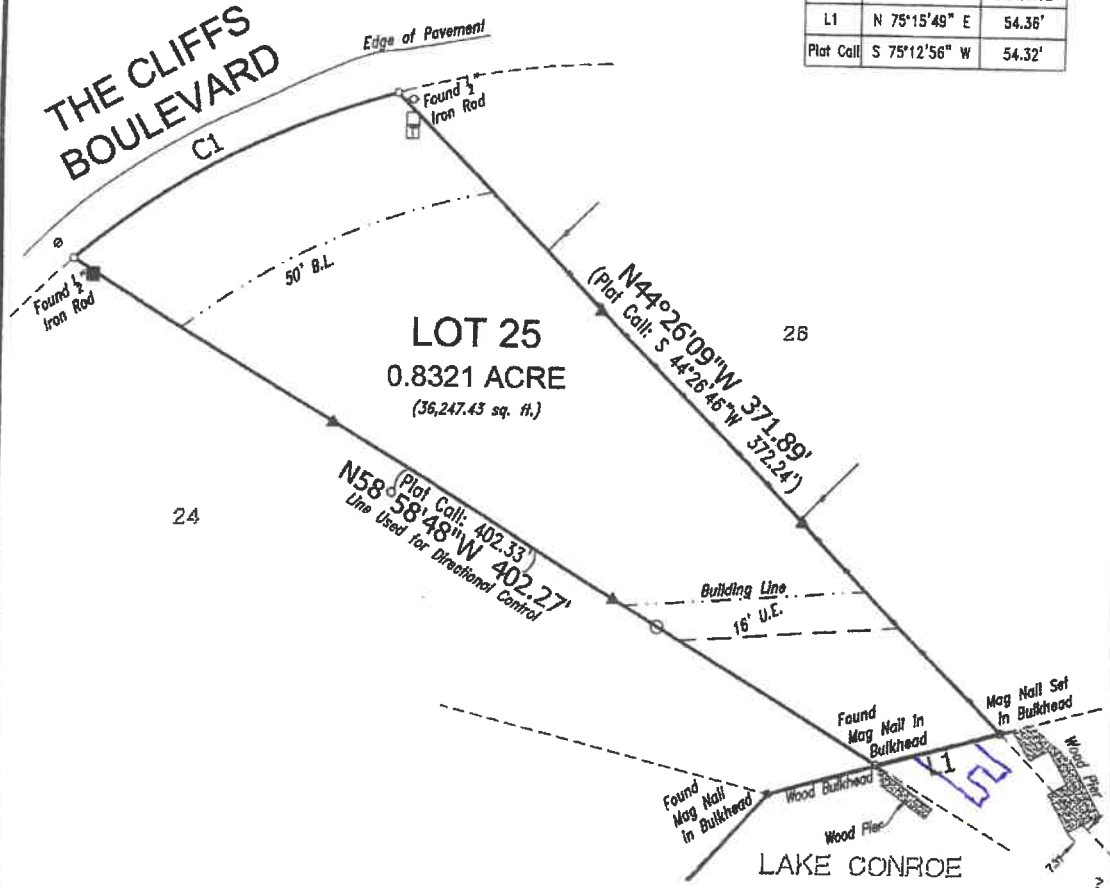 L1 N 75°15'49" E 54.36'
Plat Call S 75°12'56" W 54.32'
THE CLIFFS
BOULEVARD
Edge of Pavement
C1
Found ½"
Iron Rod
Found ½"
Iron Rod
50' B.L.
LOT 25
0.8321 ACRE
(36,247.43 sq. ft.)
26
N44°26'09"W 371.89'
(Plat Call: S 44°26'46"W 372.24')
24
(Plat Call: 402.33')
N58°58'48"W 402.27'
Line Used for Directional Control
Building Line
16' U.E.
Mag Nail Set
In Bulkhead
Found
Mag Nail In
Bulkhead
L1
Wood Pier
Found
Mag Nail
in Bulkhead
Wood Bulkhead
Wood Pier
LAKE CONROE